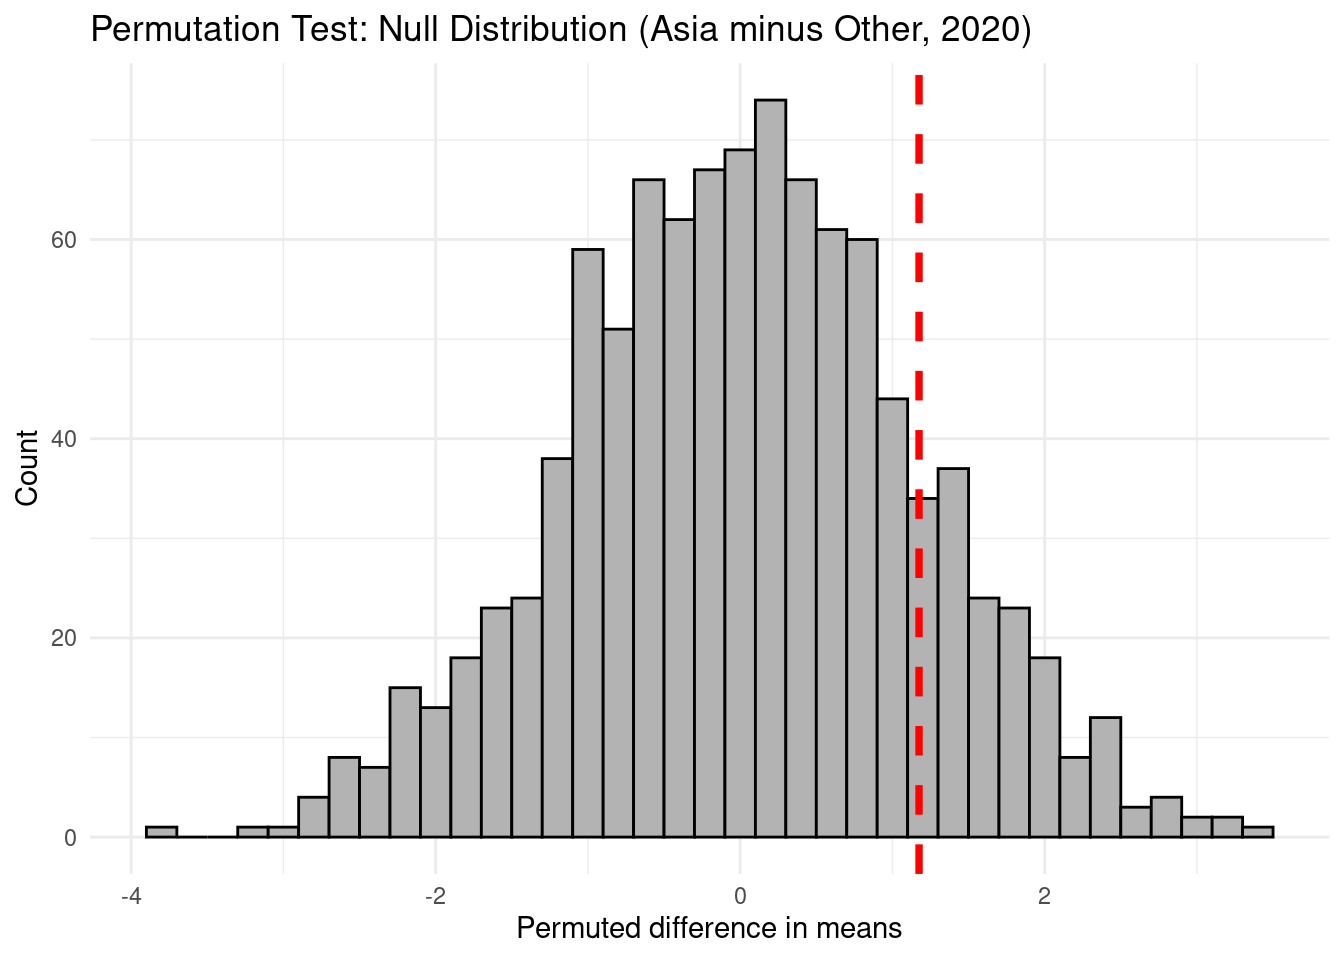 Permutation Test: Null Distribution (Asia minus Other, 2020)
Count
60
40
20
0
-4 -2 0 2
Permuted difference in means